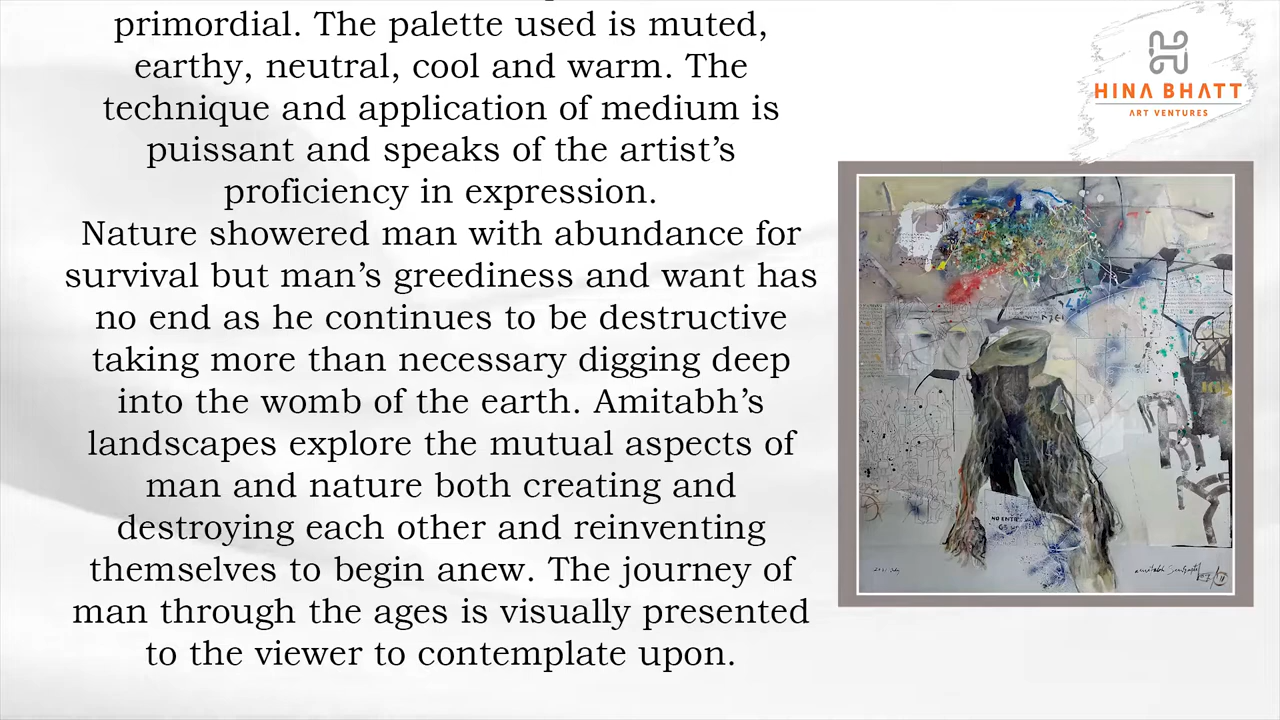 primordial. The palette used is muted,
earthy, neutral, cool and warm. The
technique and application of medium is
puissant and speaks of the artist’s
proficiency in expression.
Nature showered man with abundance for
survival but man’s greediness and want has
no end as he continues to be destructive
taking more than necessary digging deep
into the womb of the earth. Amitabh’s
landscapes explore the mutual aspects of
man and nature both creating and
destroying each other and reinventing
themselves to begin anew. The journey of
man through the ages is visually presented
to the viewer to contemplate upon.
HINA BHATT
ART VENTURES
NO ENTRY